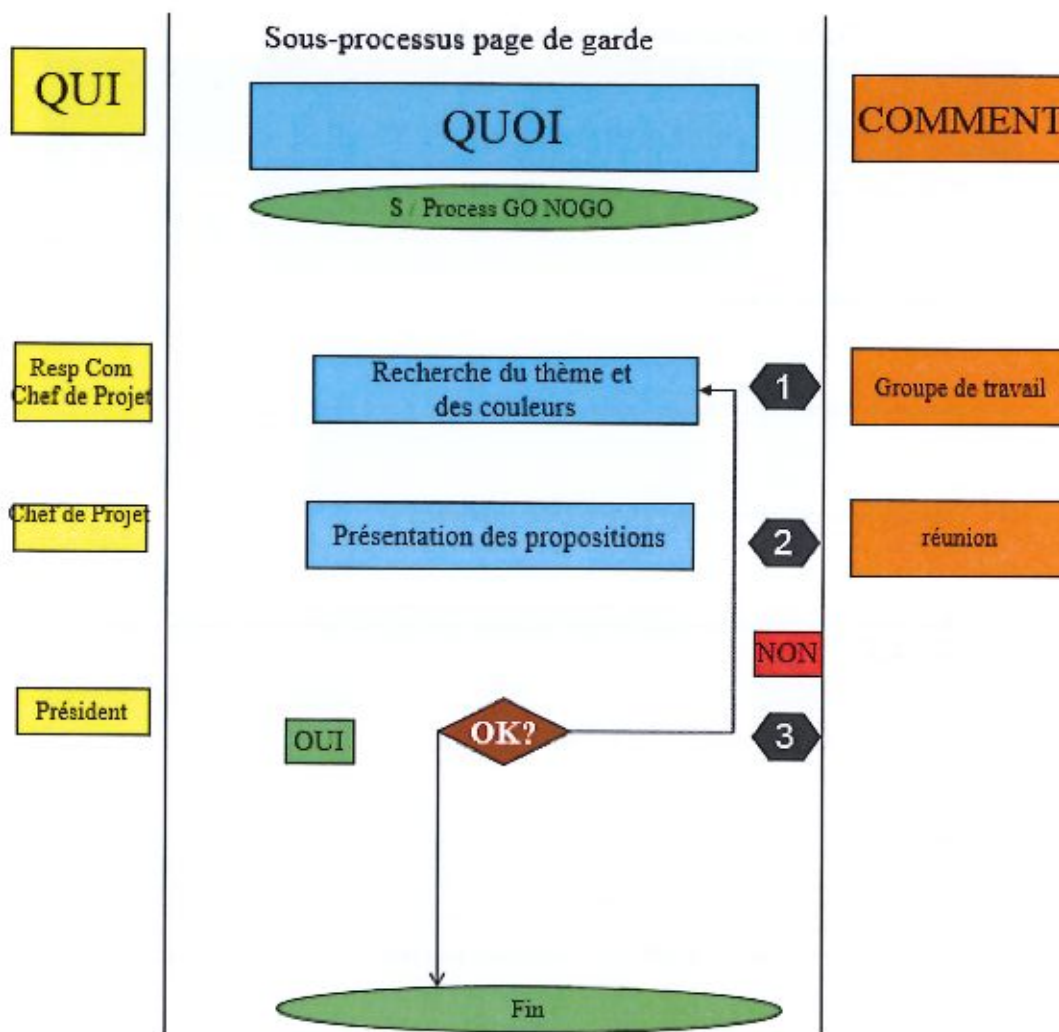 Sous-processus page de garde
QUI
QUOI
COMMENT
S / Process GO NOGO
Resp Com
Chef de Projet
Recherche du thème et
des couleurs
1
Groupe de travail
Chef de Projet
Présentation des propositions
2
réunion
NON
Président
OUI
OK?
3
Fin